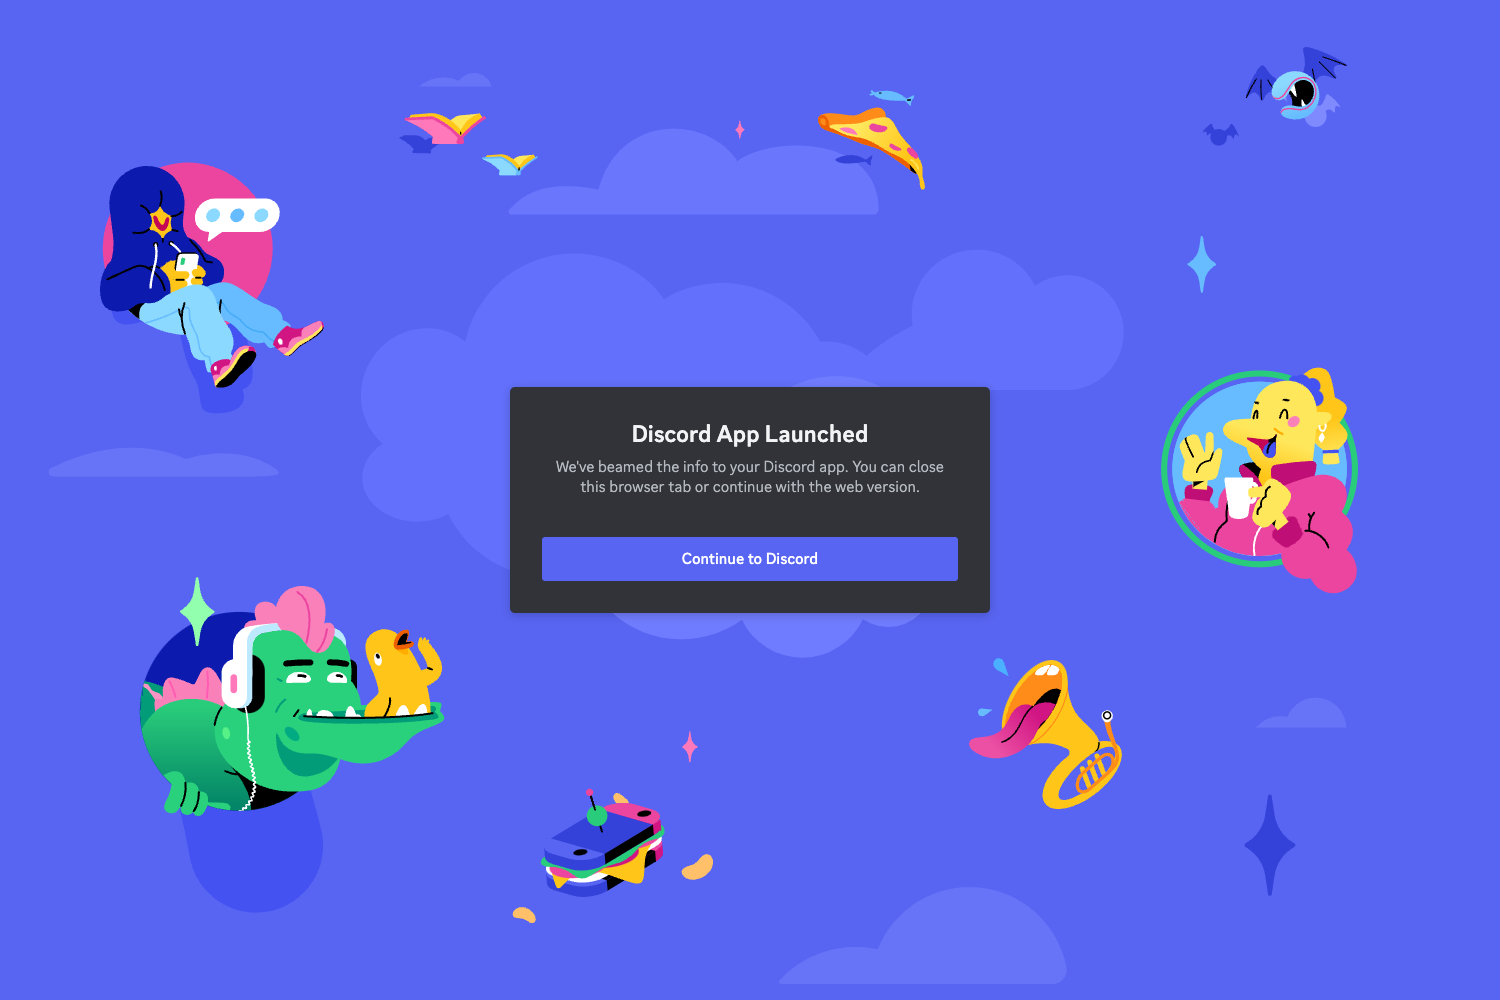 Discord App Launched
We've beamed the info to your Discord app. You can close
this browser tab or continue with the web version.
Continue to Discord